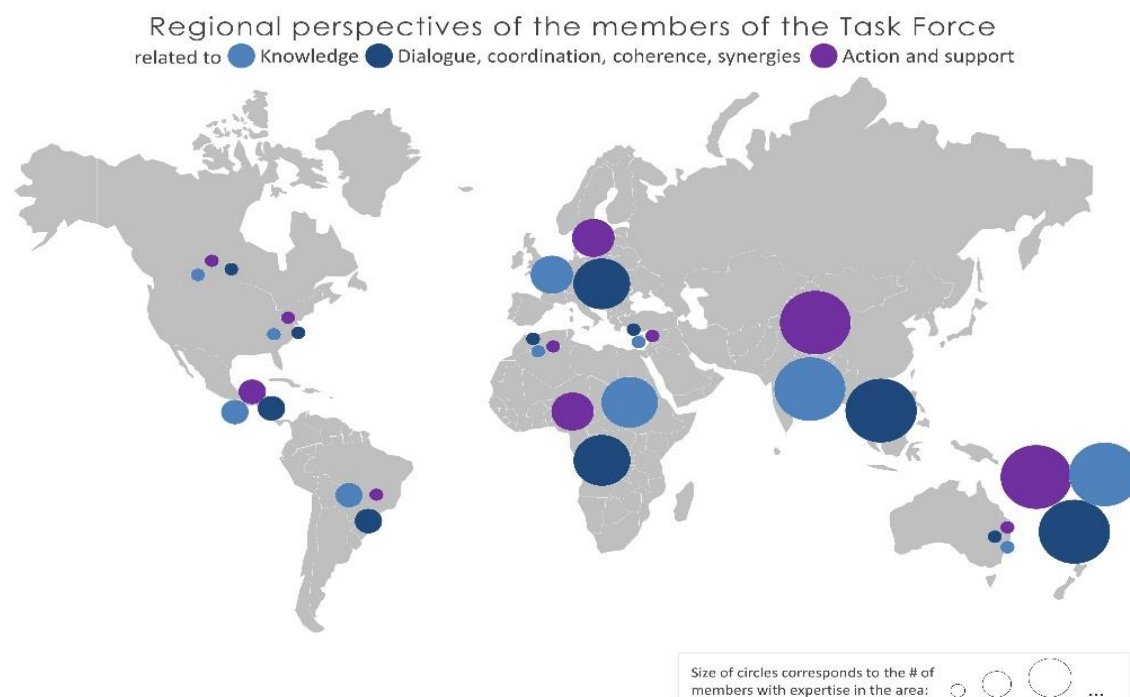 Regional perspectives of the members of the Task Force
related to Knowledge Dialogue, coordination, coherence, synergies Action and support
Size of circles corresponds to the # of
members with expertise in the area: ...